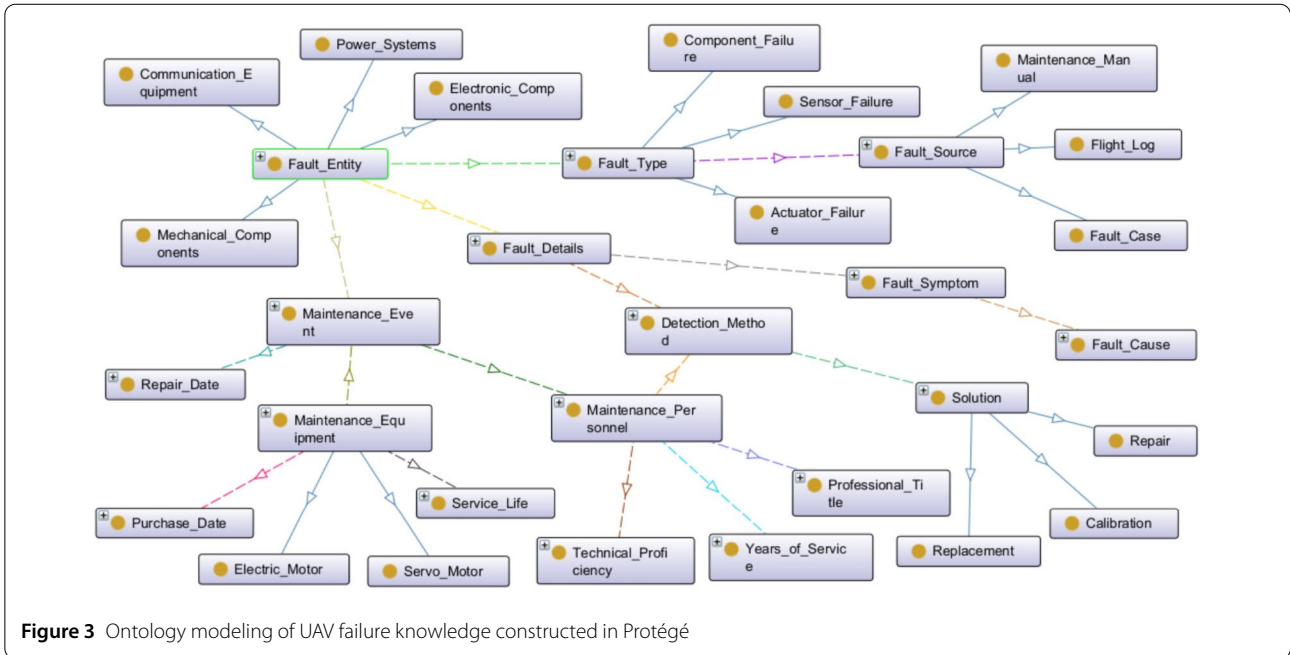 Power_Systems
Component_Failu
re
Maintenance_Man
ual
Communication_E
quipment
Electronic_Comp
onents
Sensor_Failure
Fault_Entity
Fault_Type
Fault_Source
Flight_Log
Mechanical_Comp
onents
Actuator_Failur
e
Fault_Case
Fault_Details
Fault_Symptom
Maintenance_Eve
nt
Detection_Metho
d
Fault_Cause
Repair_Date
Maintenance_Equ
ipment
Maintenance_Per
sonnel
Solution
Repair
Service_Life
Professional_Ti
tle
Purchase_Date
Calibration
Electric_Motor
Servo_Motor
Technical_Profi
ciency
Years_of_Servic
e
Replacement
Figure 3 Ontology modeling of UAV failure knowledge constructed in Protégé